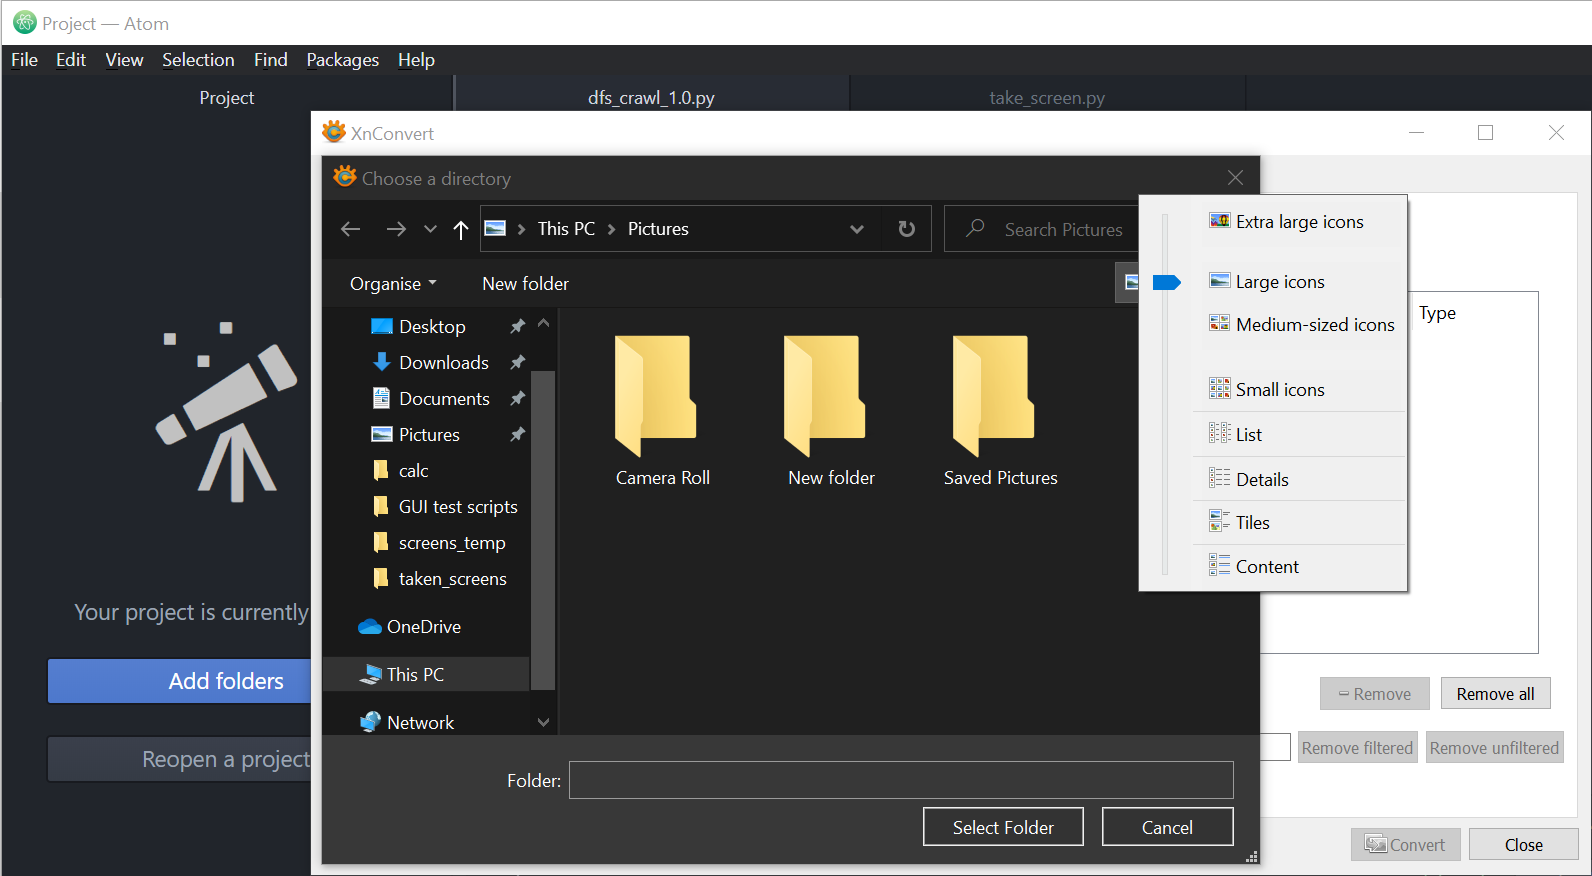 Project — Atom
File Edit View Selection Find Packages Help
Project dfs_crawl_1.0.py take_screen.py
XnConvert
Choose a directory
This PC Pictures Search Pictures
Organise New folder
Desktop
Downloads
Documents
Pictures
calc
GUI test scripts
screens_temp
taken_screens
OneDrive
This PC
Network
Camera Roll New folder Saved Pictures
Extra large icons
Large icons
Medium-sized icons
Small icons
List
Details
Tiles
Content
Type
Your project is currently
Add folders
Reopen a project
Folder:
Select Folder Cancel
Remove Remove all
Remove filtered Remove unfiltered
Convert Close